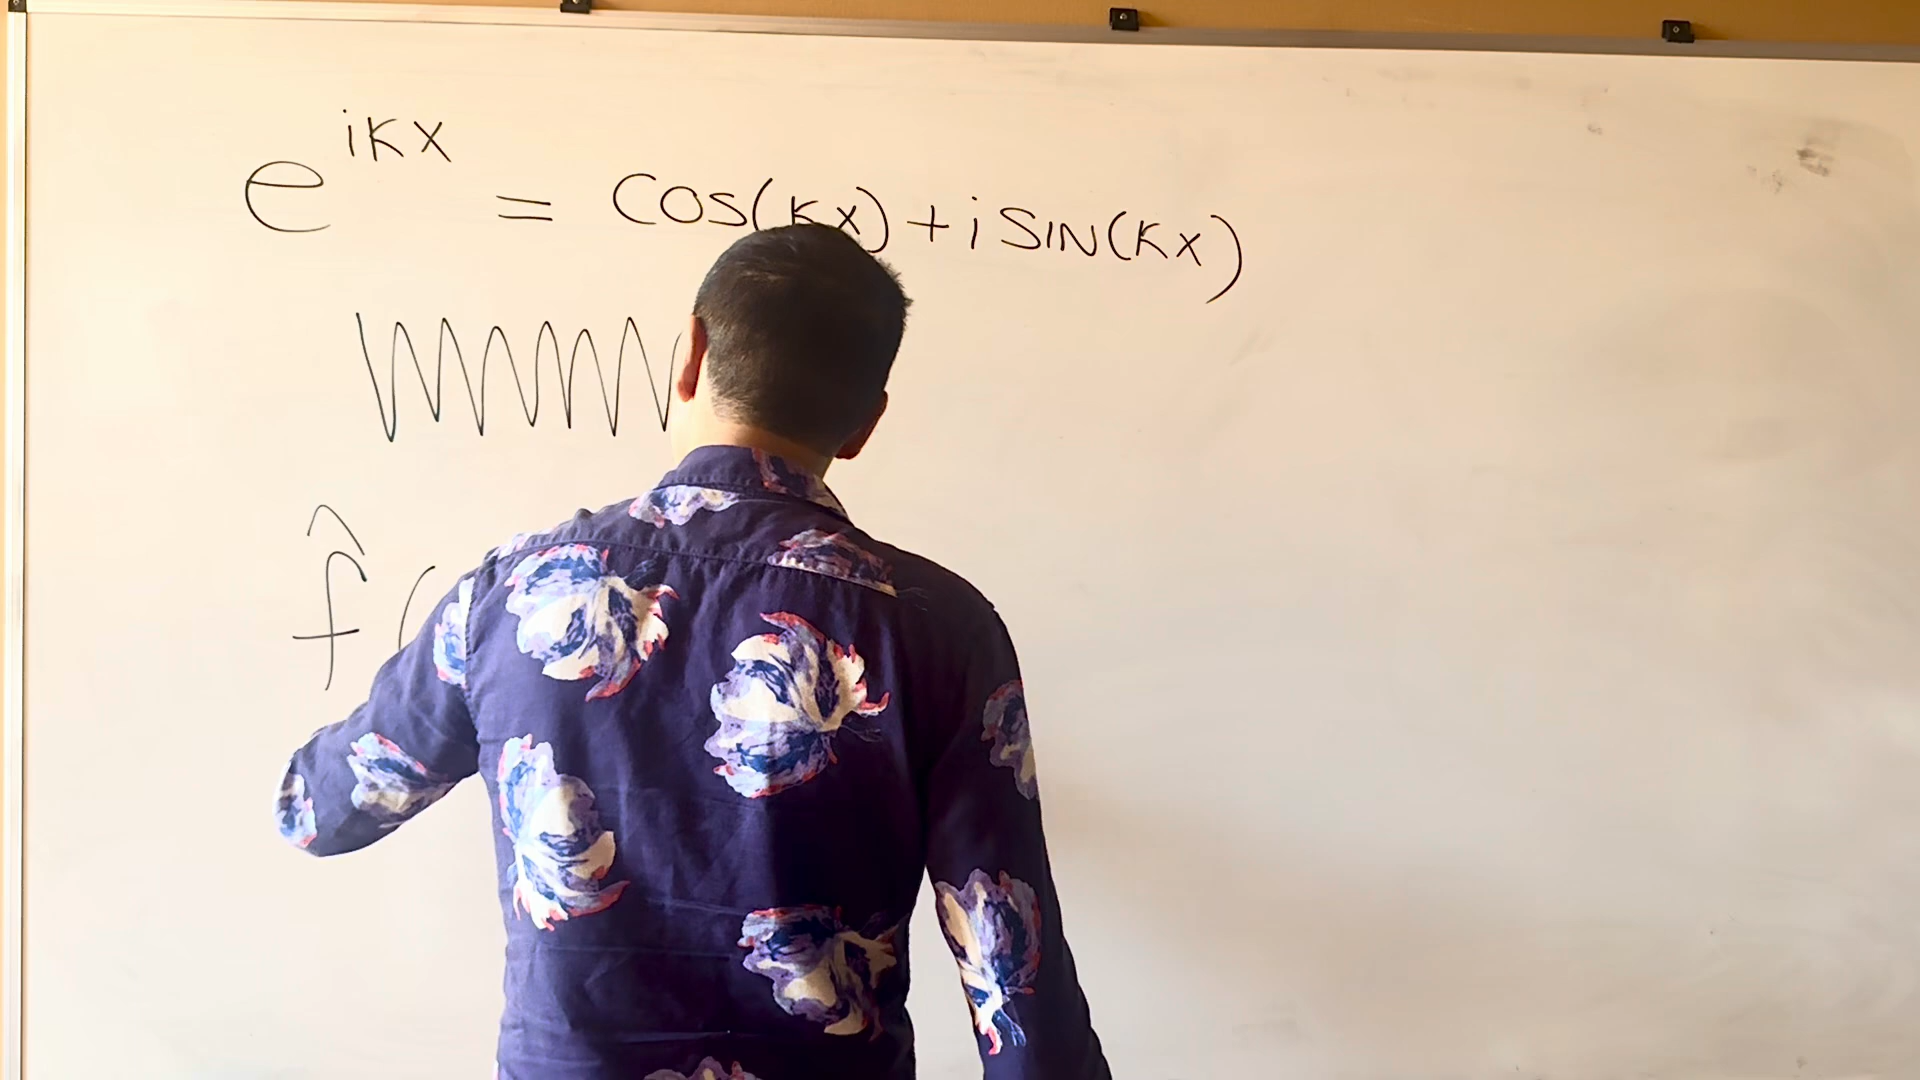 e^{iKx} = COS(Kx) + i SIN(Kx)
f̂ (